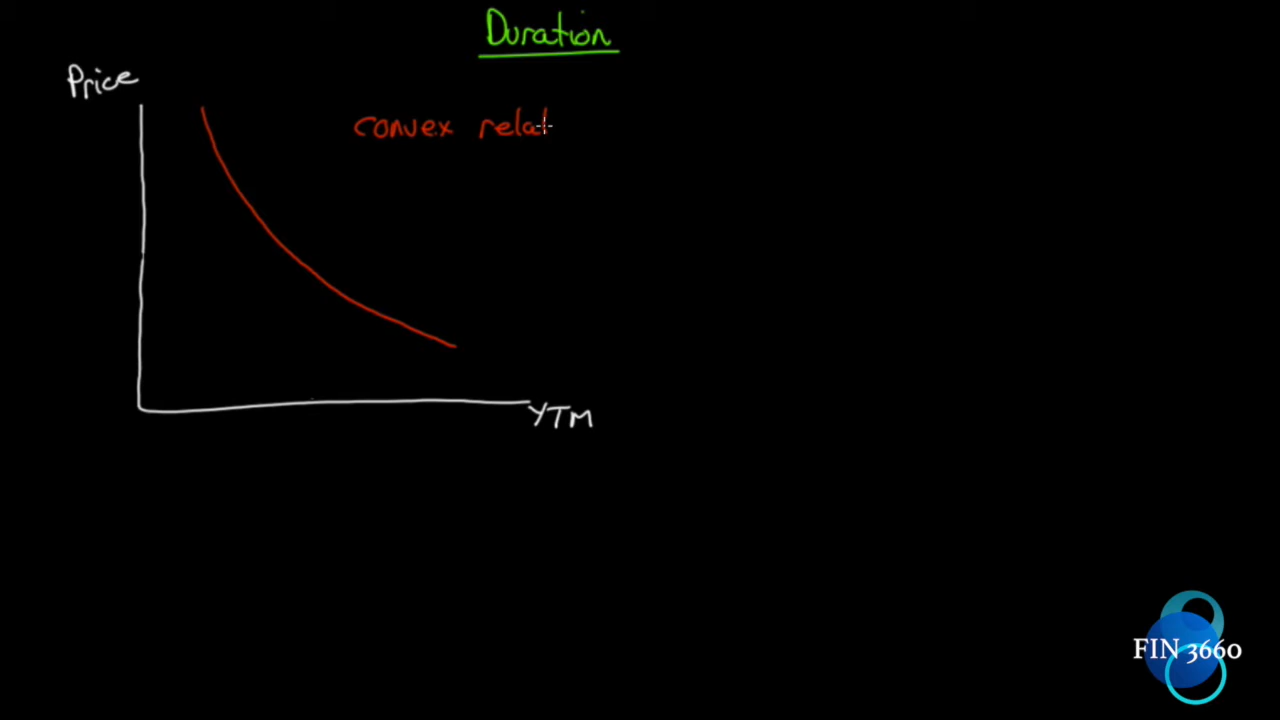 Duration
Price
convex relat
YTM
FIN 3660